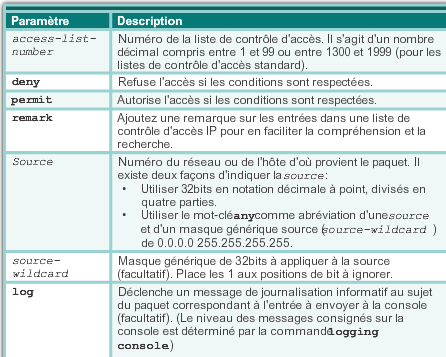 Paramètre Description
access-list- Numéro de la liste de contrôle d'accès. Il s'agit d'un nombre
number décimal compris entre 1 et 99 ou entre 1300 et 1999 (pour les
listes de contrôle d'accès standard).
deny Refuse l'accès si les conditions sont respectées.
permit Autorise l'accès si les conditions sont respectées.
remark Ajoutez une remarque sur les entrées dans une liste de
contrôle d'accès IP pour en faciliter la compréhension et la
recherche.
Source Numéro du réseau ou de l'hôte d'où provient le paquet. Il
existe deux façons d'indiquer la source :
• Utiliser 32bits en notation décimale à point, divisés en
quatre parties.
• Utiliser le mot-clé any comme abréviation d'une source
et d'un masque générique source (source-wildcard )
de 0.0.0.0 255.255.255.255.
source- Masque générique de 32bits à appliquer à la source
wildcard (facultatif). Place les 1 aux positions de bit à ignorer.
log Déclenche un message de journalisation informatif au sujet
du paquet correspondant à l'entrée à envoyer à la console
(facultatif). (Le niveau des messages consignés sur la
console est déterminé par la commande logging
console.)